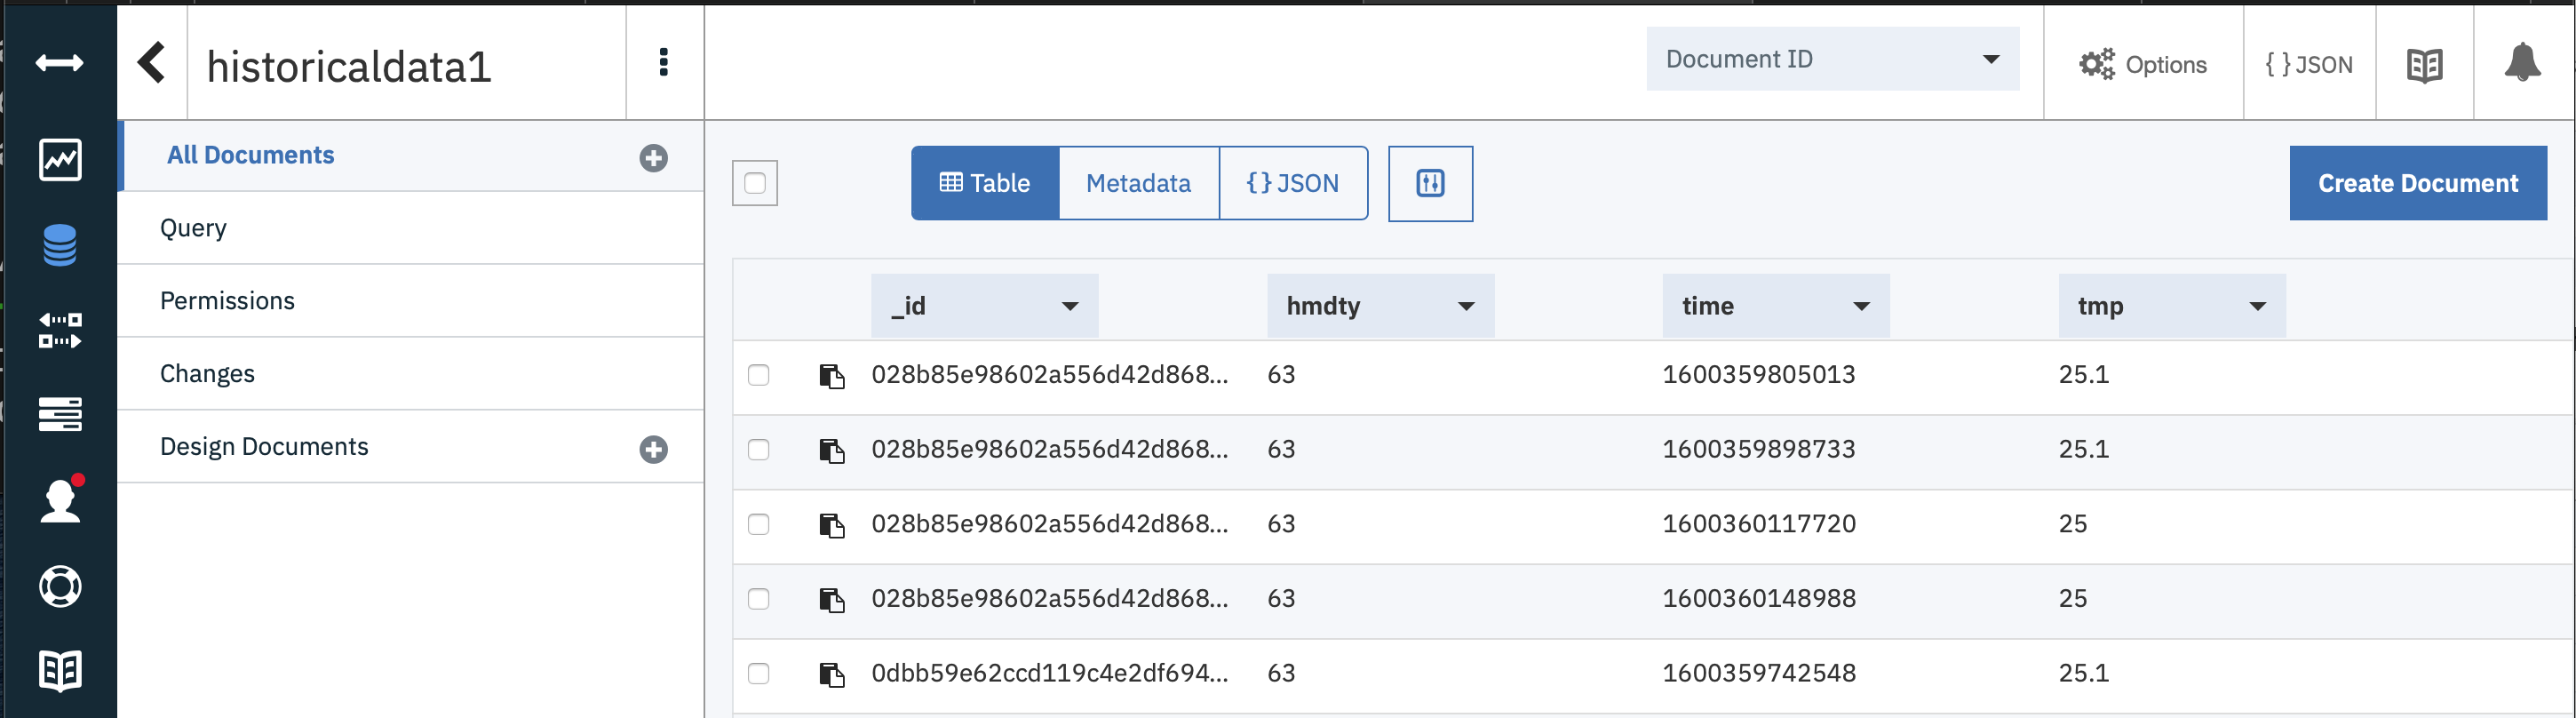 historicaldata1
Document ID
Options
{ } JSON
All Documents
Query
Permissions
Changes
Design Documents
Table
Metadata
{ } JSON
Create Document
_id hmdty time tmp
028b85e98602a556d42d868... 63 1600359805013 25.1
028b85e98602a556d42d868... 63 1600359898733 25.1
028b85e98602a556d42d868... 63 1600360117720 25
028b85e98602a556d42d868... 63 1600360148988 25
0dbb59e62ccd119c4e2df694... 63 1600359742548 25.1